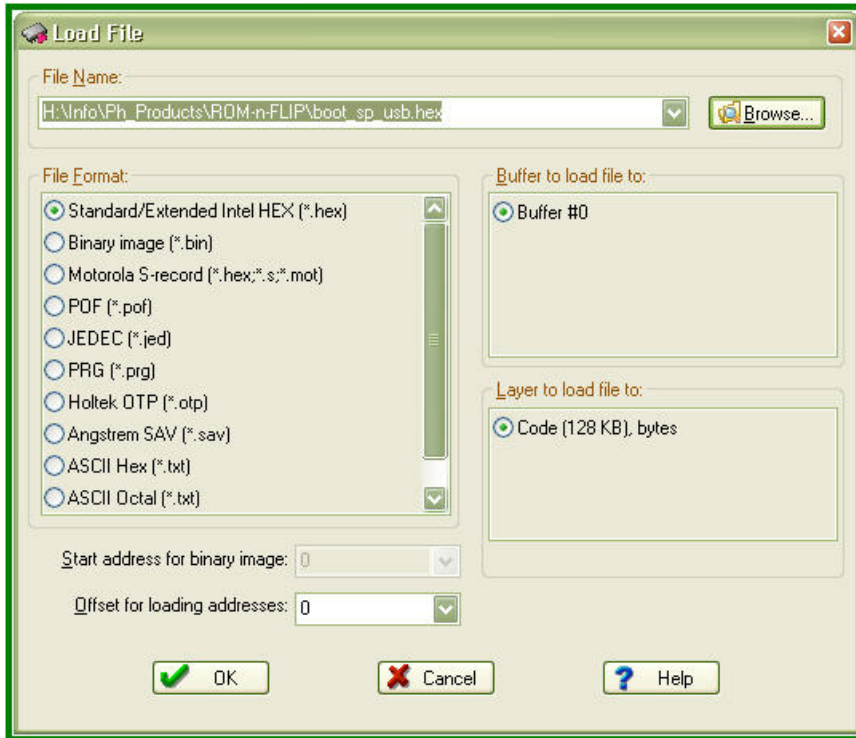 Load File
File Name:
H:\Info\Ph_Products\ROM-n-FLIP\boot_sp_usb.hex
Browse...
File Format:
Standard/Extended Intel HEX (*.hex)
Binary image (*.bin)
Motorola S-record (*.hex;*.s;*.mot)
POF (*.pof)
JEDEC (*.jed)
PRG (*.prg)
Holtek OTP (*.otp)
Angstrem SAV (*.sav)
ASCII Hex (*.txt)
ASCII Octal (*.txt)
Buffer to load file to:
Buffer #0
Layer to load file to:
Code (128 KB), bytes
Start address for binary image: 0
Offset for loading addresses: 0
OK
Cancel
Help